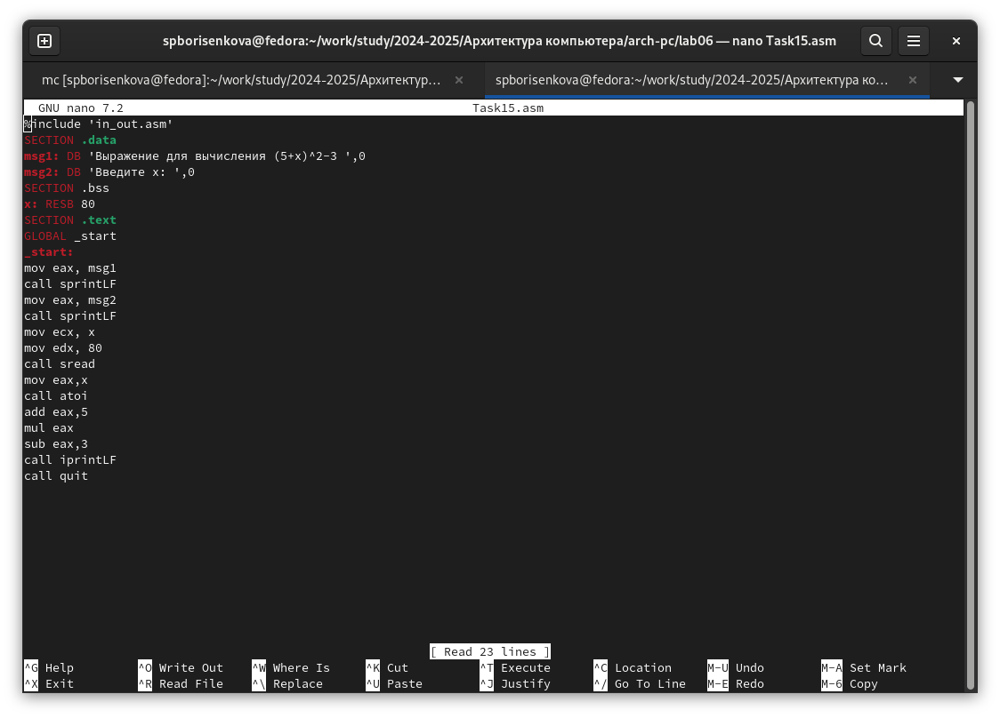 spborisenkova@fedora:~/work/study/2024-2025/Архитектура компьютера/arch-pc/lab06 — nano Task15.asm
mc [spborisenkova@fedora]:~/work/study/2024-2025/Архитектур...
spborisenkova@fedora:~/work/study/2024-2025/Архитектура ко...
GNU nano 7.2 Task15.asm
%include 'in_out.asm'
SECTION .data
msg1: DB 'Выражение для вычисления (5+x)^2-3 ',0
msg2: DB 'Введите x: ',0
SECTION .bss
x: RESB 80
SECTION .text
GLOBAL _start
_start:
mov eax, msg1
call sprintLF
mov eax, msg2
call sprintLF
mov ecx, x
mov edx, 80
call sread
mov eax,x
call atoi
add eax,5
mul eax
sub eax,3
call iprintLF
call quit
[ Read 23 lines ]
^G Help ^O Write Out ^W Where Is ^K Cut ^T Execute ^C Location M-U Undo M-A Set Mark
^X Exit ^R Read File ^\ Replace ^U Paste ^J Justify ^/ Go To Line M-E Redo M-6 Copy